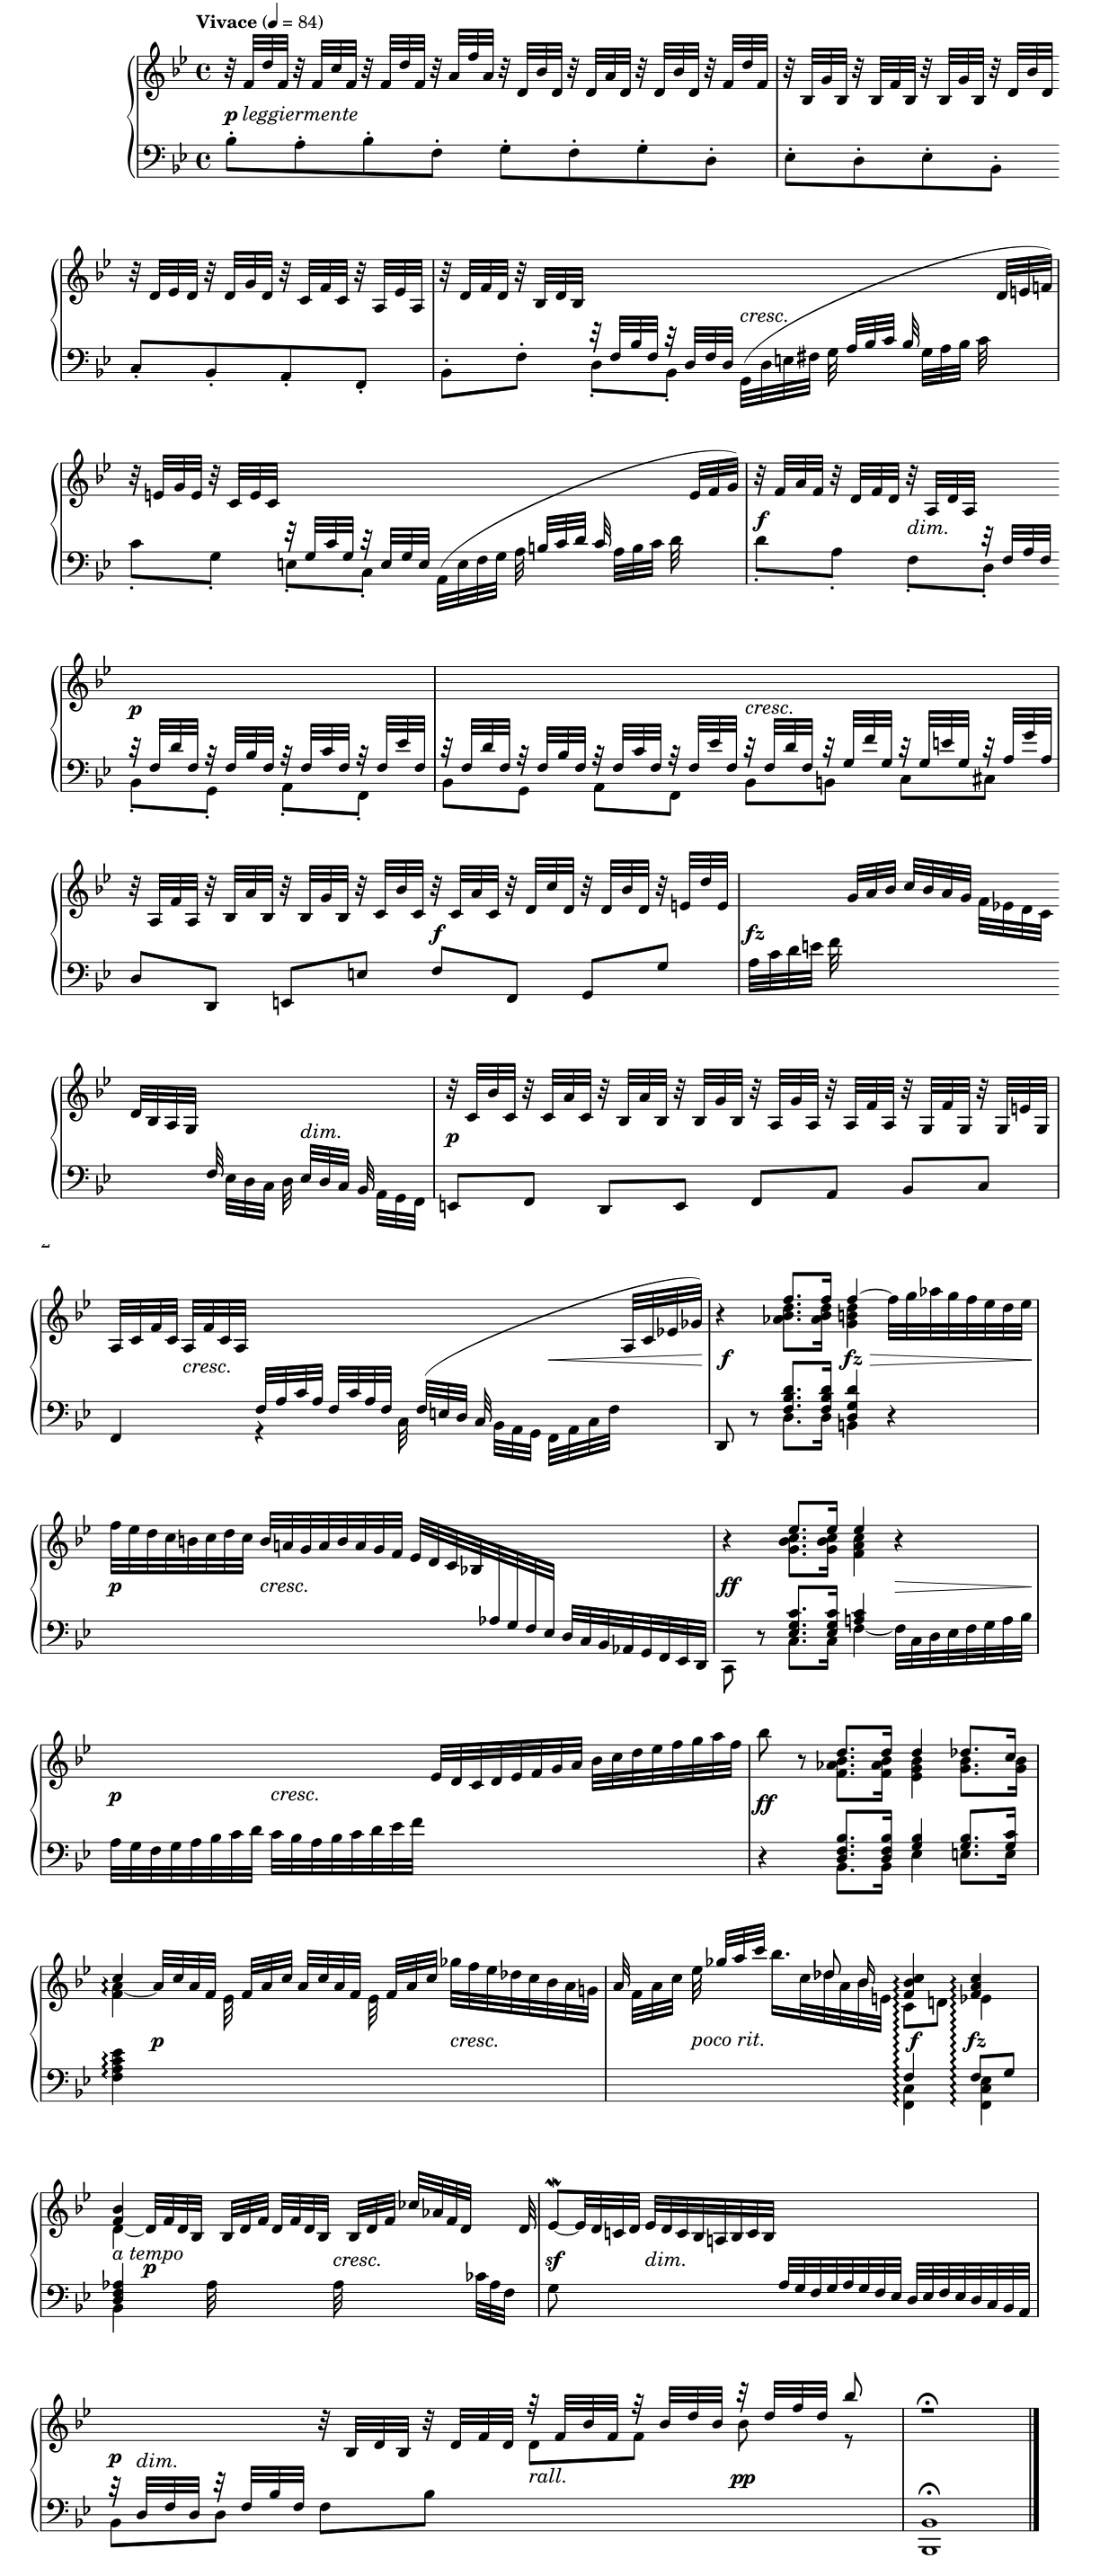 Vivace (♩ = 84)
p leggiermente
cresc.
f
dim.
p
cresc.
f
fz
dim.
p
2
cresc.
f
fz
p
cresc.
ff
p
cresc.
ff
p
cresc.
poco rit.
f
fz
a tempo
p
cresc.
sf
dim.
p
dim.
rall.
pp